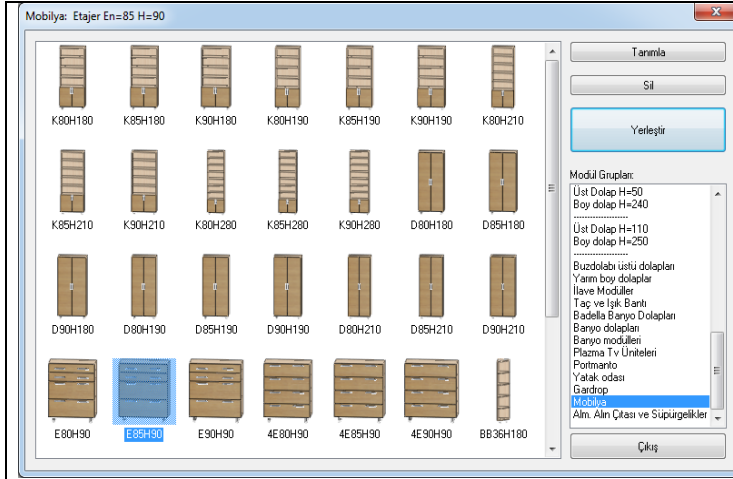 Mobilya: Etajer En=85 H=90
K80H180 K85H180 K90H180 K80H190 K85H190 K90H190 K80H210
K85H210 K90H210 K80H280 K85H280 K90H280 D80H180 D85H180
D90H180 D80H190 D85H190 D90H190 D80H210 D85H210 D90H210
E80H90 E85H90 E90H90 4E80H90 4E85H90 4E90H90 BB36H180
Tanımla
Sil
Yerleştir
Modül Grupları:
Üst Dolap H=50
Boy dolap H=240
--------------------
Üst Dolap H=110
Boy dolap H=250
--------------------
Buzdolabı üstü dolapları
Yarım boy dolaplar
İlave Modüller
Taç ve Işık Bantı
Badella Banyo Dolapları
Banyo dolapları
Banyo modülleri
Plazma Tv Üniteleri
Portmanto
Yatak odası
Gardrop
Mobilya
Alm. Alın Çıtası ve Süpürgelikler
Çıkış